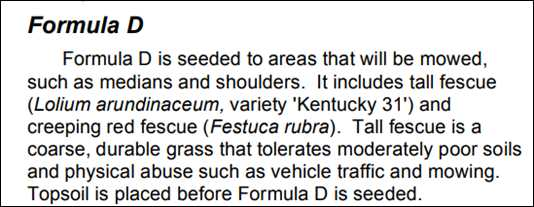 Formula D
Formula D is seeded to areas that will be mowed,
such as medians and shoulders.  It includes tall fescue
(Lolium arundinaceum, variety 'Kentucky 31') and
creeping red fescue (Festuca rubra).  Tall fescue is a
coarse, durable grass that tolerates moderately poor soils
and physical abuse such as vehicle traffic and mowing.
Topsoil is placed before Formula D is seeded.